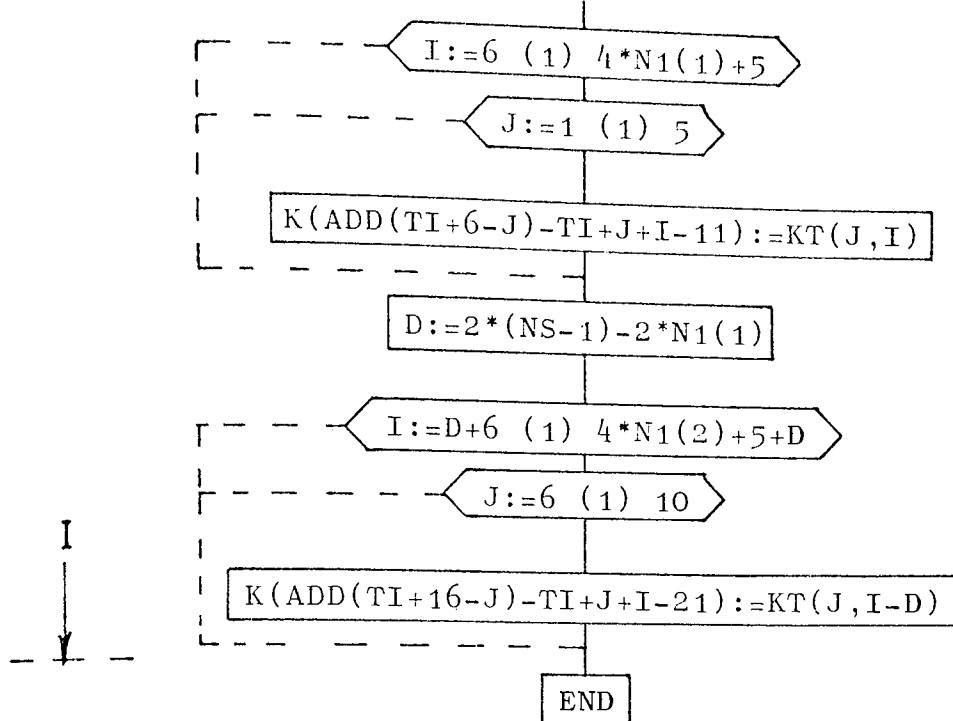 I:=6 (1) 4*N1(1)+5
J:=1 (1) 5
K(ADD(TI+6-J)-TI+J+I-11):=KT(J,I)
D:=2*(NS-1)-2*N1(1)
I:=D+6 (1) 4*N1(2)+5+D
J:=6 (1) 10
I
K(ADD(TI+16-J)-TI+J+I-21):=KT(J,I-D)
END